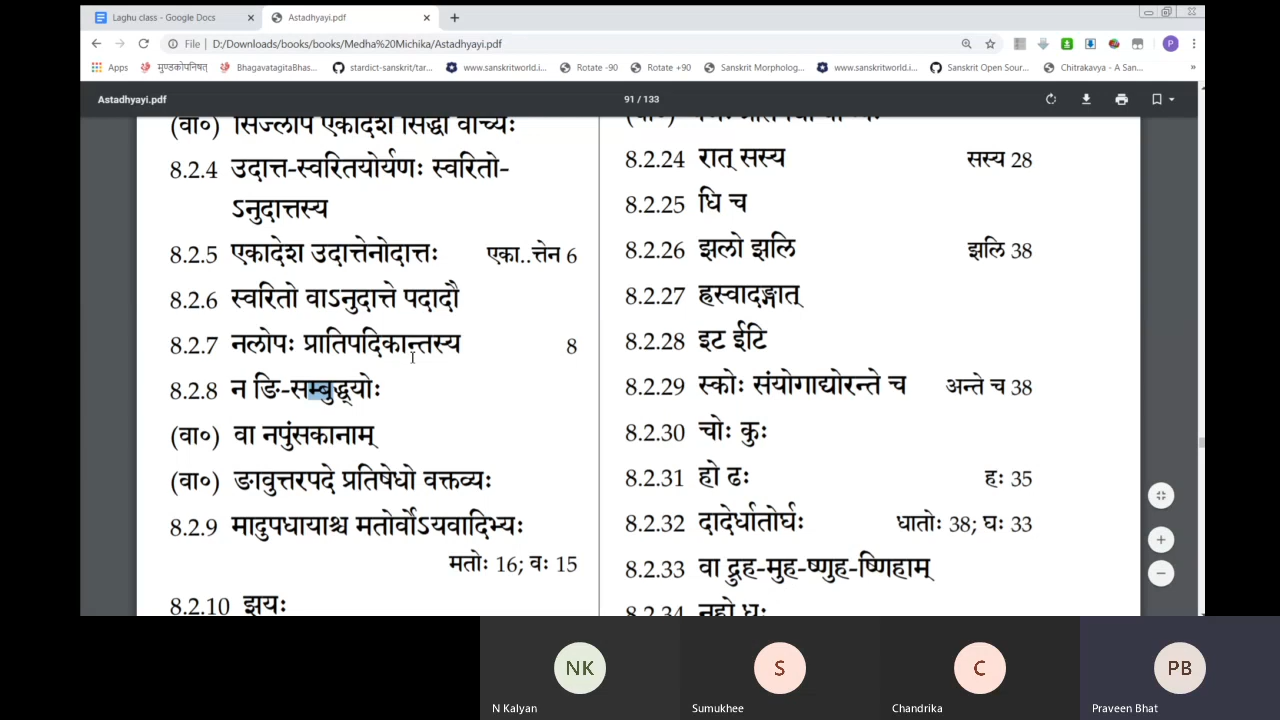 Laghu class - Google Docs
Astadhyayi.pdf
File
D:/Downloads/books/books/Medha%20Michika/Astadhyayi.pdf
Apps
मुण्डकोपनिषत्
BhagavatagitaBhas...
stardict-sanskrit/tar...
www.sanskritworld.i...
Rotate -90
Rotate +90
Sanskrit Morpholog...
www.sanskritworld.i...
Sanskrit Open Sour...
Chitrakavya - A San...
Astadhyayi.pdf
91 / 133
(वा०) सिज्लोप एकादेशे सिद्धो वाच्यः
8.2.4 उदात्त-स्वरितयोर्यणः स्वरितो-
ऽनुदात्तस्य
8.2.5 एकादेश उदात्तेनोदात्तः एका..त्तेन 6
8.2.6 स्वरितो वाऽनुदात्ते पदादौ
8.2.7 नलोपः प्रातिपदिकान्तस्य 8
8.2.8 न ङि-सम्बुद्ध्योः
(वा०) वा नपुंसकानाम्
(वा०) ङावुत्तरपदे प्रतिषेधो वक्तव्यः
8.2.9 मादुपधायाश्च मतोर्वोऽयवादिभ्यः
मतोः 16; वः 15
8.2.10 झयः
8.2.24 रात् सस्य सस्य 28
8.2.25 धि च
8.2.26 झलो झलि झलि 38
8.2.27 ह्रस्वादङ्गात्
8.2.28 इट ईटि
8.2.29 स्कोः संयोगाद्योरन्ते च अन्ते च 38
8.2.30 चोः कुः
8.2.31 हो ढः हः 35
8.2.32 दादेर्धातोर्घः धातोः 38; घः 33
8.2.33 वा द्रुह-मुह-ष्णुह-ष्णिहाम्
8.2.34 नहो धः
NK
S
C
PB
N Kalyan
Sumukhee
Chandrika
Praveen Bhat
P